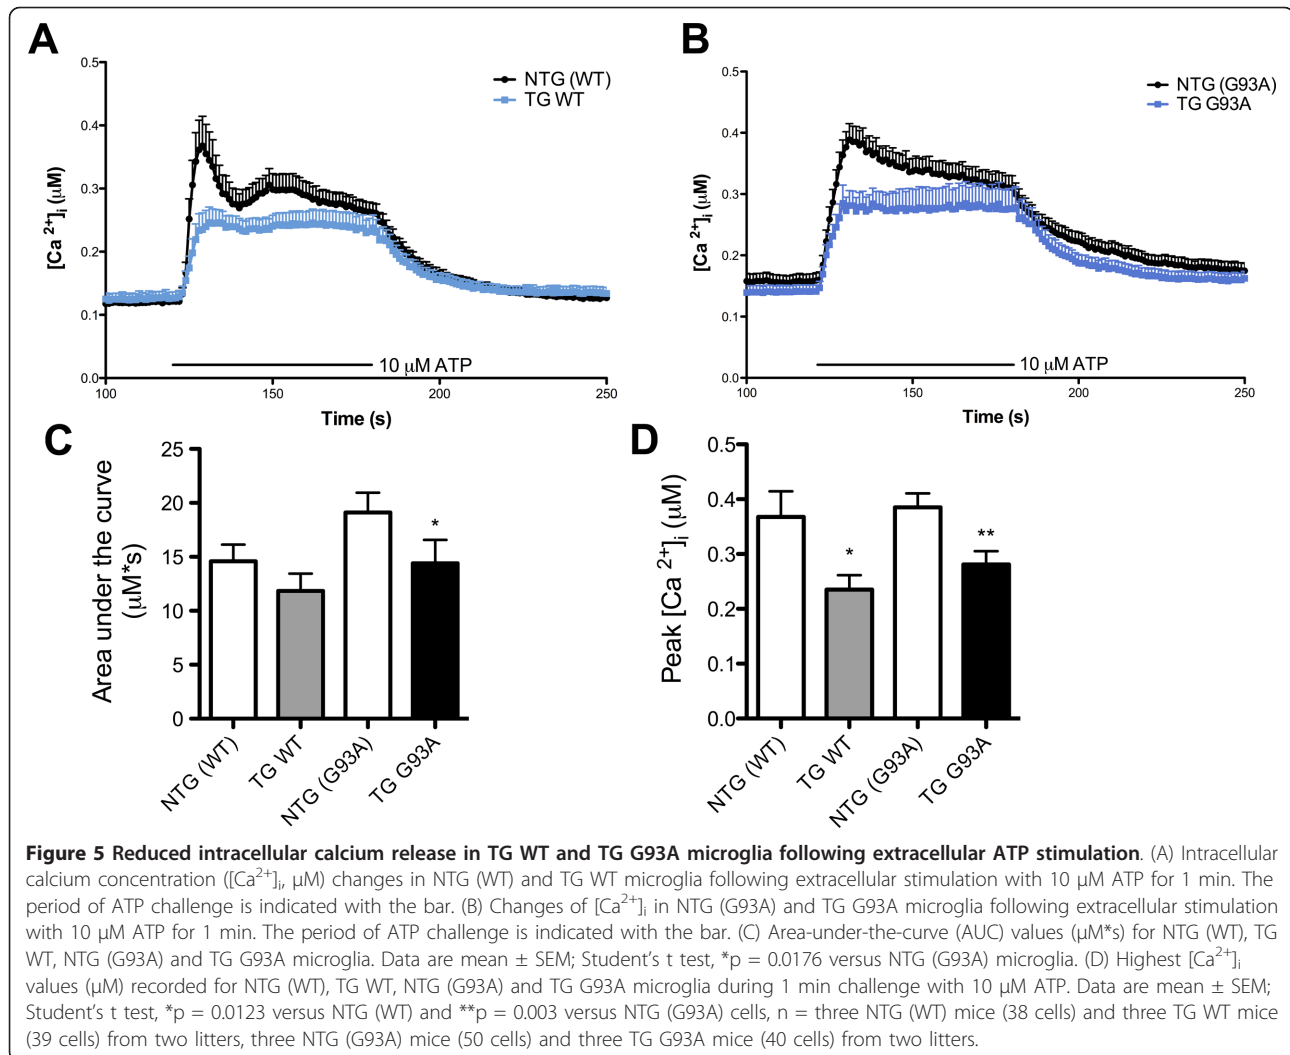 A
B
0.5
0.4
0.3
0.2
0.1
0.0
[Ca 2+]i (μM)
NTG (WT)
TG WT
10 μM ATP
100
150
200
250
Time (s)
0.5
0.4
0.3
0.2
0.1
0.0
[Ca 2+]i (μM)
NTG (G93A)
TG G93A
10 μM ATP
100
150
200
250
Time (s)
C
D
25
20
15
10
5
0
Area under the curve
(μM*s)
*
NTG (WT)
TG WT
NTG (G93A)
TG G93A
0.5
0.4
0.3
0.2
0.1
0.0
Peak [Ca 2+]i (μM)
*
**
NTG (WT)
TG WT
NTG (G93A)
TG G93A
Figure 5 Reduced intracellular calcium release in TG WT and TG G93A microglia following extracellular ATP stimulation. (A) Intracellular
calcium concentration ([Ca2+]i, μM) changes in NTG (WT) and TG WT microglia following extracellular stimulation with 10 μM ATP for 1 min. The
period of ATP challenge is indicated with the bar. (B) Changes of [Ca2+]i in NTG (G93A) and TG G93A microglia following extracellular stimulation
with 10 μM ATP for 1 min. The period of ATP challenge is indicated with the bar. (C) Area-under-the-curve (AUC) values (μM*s) for NTG (WT), TG
WT, NTG (G93A) and TG G93A microglia. Data are mean ± SEM; Student's t test, *p = 0.0176 versus NTG (G93A) microglia. (D) Highest [Ca2+]i
values (μM) recorded for NTG (WT), TG WT, NTG (G93A) and TG G93A microglia during 1 min challenge with 10 μM ATP. Data are mean ± SEM;
Student's t test, *p = 0.0123 versus NTG (WT) and **p = 0.003 versus NTG (G93A) cells, n = three NTG (WT) mice (38 cells) and three TG WT mice
(39 cells) from two litters, three NTG (G93A) mice (50 cells) and three TG G93A mice (40 cells) from two litters.